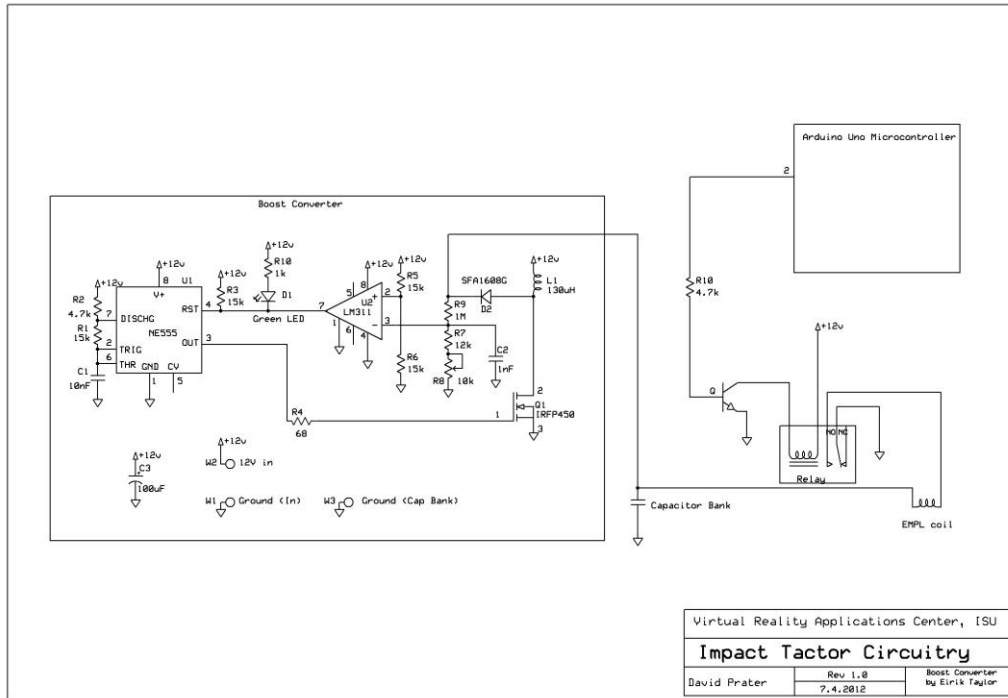 Arduino Uno Microcontroller
2
R10
4.7k
Boost Converter
+12v
R10
1k
D1
Green LED
+12v
8
U1
V+
+12v
R2
4.7k
7
DISCHG
R1
15k
2
TRIG
6
THR
NE555
GND
CV
1
5
C1
10nF
RST
4
OUT
3
+12v
R3
15k
7
+12v
5
8
U2
LM311
+
-
2
3
1
6
4
+12v
R5
15k
R6
15k
SFA1608G
D2
R9
1M
R7
12k
R8
10k
C2
1nF
+12v
L1
130uH
2
Q1
IRFP450
1
3
R4
68
+12v
C3
100uF
+12v
W2
12V in
W1
Ground (In)
W3
Ground (Cap Bank)
Capacitor Bank
Q
+12v
NO
NC
Relay
EMPL coil
Virtual Reality Applications Center, ISU
Impact Tactor Circuitry
David Prater
Rev 1.0
7.4.2012
Boost Converter
by Eirik Taylor